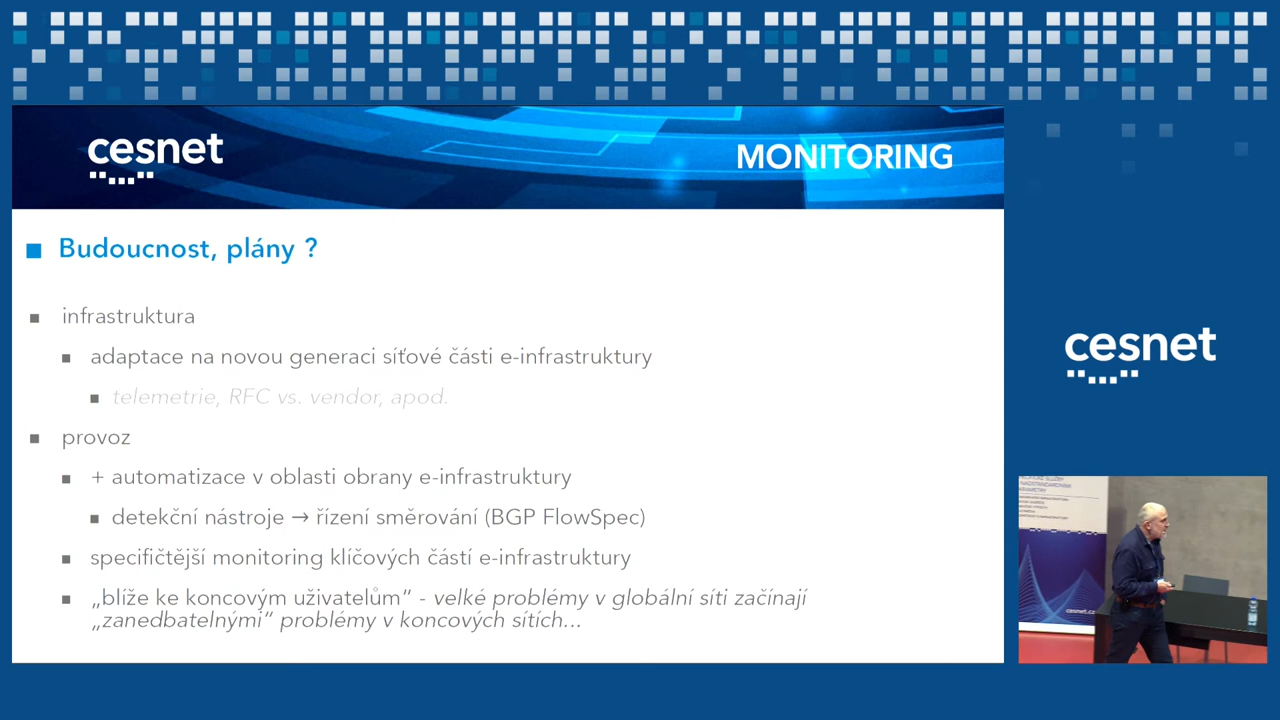 cesnet
MONITORING
Budoucnost, plány ?
infrastruktura
adaptace na novou generaci síťové části e-infrastruktury
telemetrie, RFC vs. vendor, apod.
provoz
+ automatizace v oblasti obrany e-infrastruktury
detekční nástroje → řízení směrování (BGP FlowSpec)
specifičtější monitoring klíčových částí e-infrastruktury
„blíže ke koncovým uživatelům“ - velké problémy v globální síti začínají
„zanedbatelnými“ problémy v koncových sítích...
cesnet
cesnet.cz